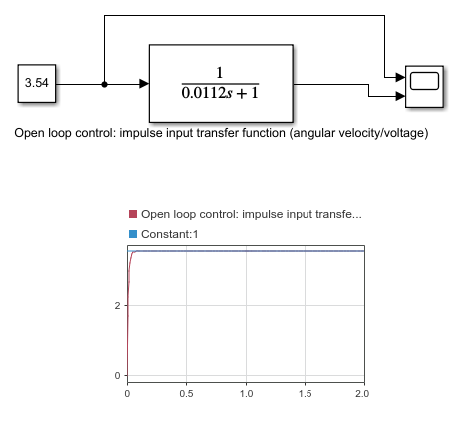 3.54
1
0.0112s + 1
Open loop control: impulse input transfer function (angular velocity/voltage)
Open loop control: impulse input transfe...
Constant:1
2
0
0 0.5 1.0 1.5 2.0